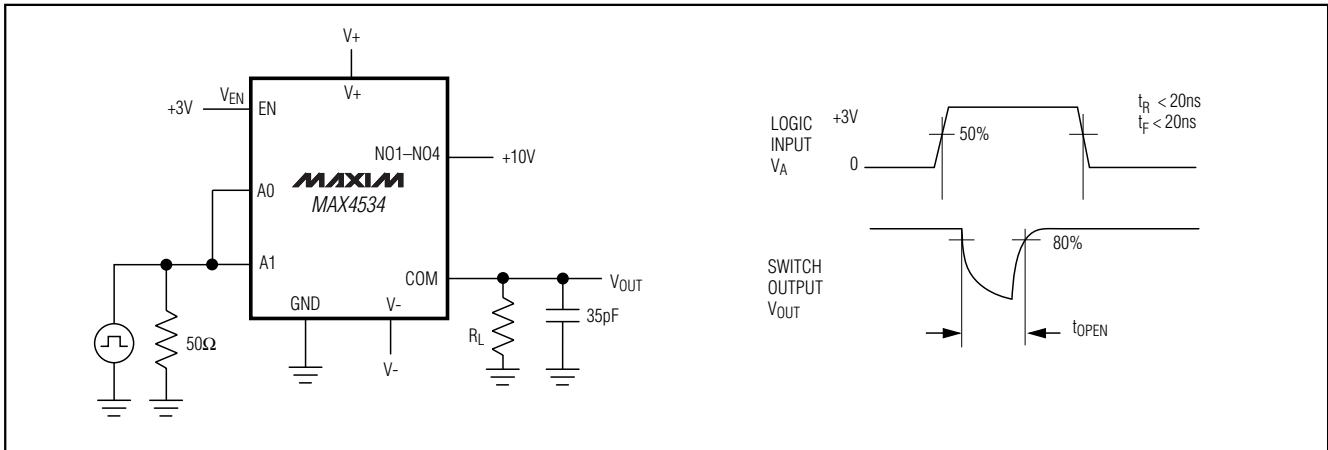 V+
V+
+3V
VEN
EN
NO1–NO4
+10V
MAXIM
MAX4534
A0
A1
COM
VOUT
GND
V-
V-
50Ω
RL
35pF
LOGIC
INPUT
VA
+3V
0
50%
tR < 20ns
tF < 20ns
SWITCH
OUTPUT
VOUT
80%
tOPEN